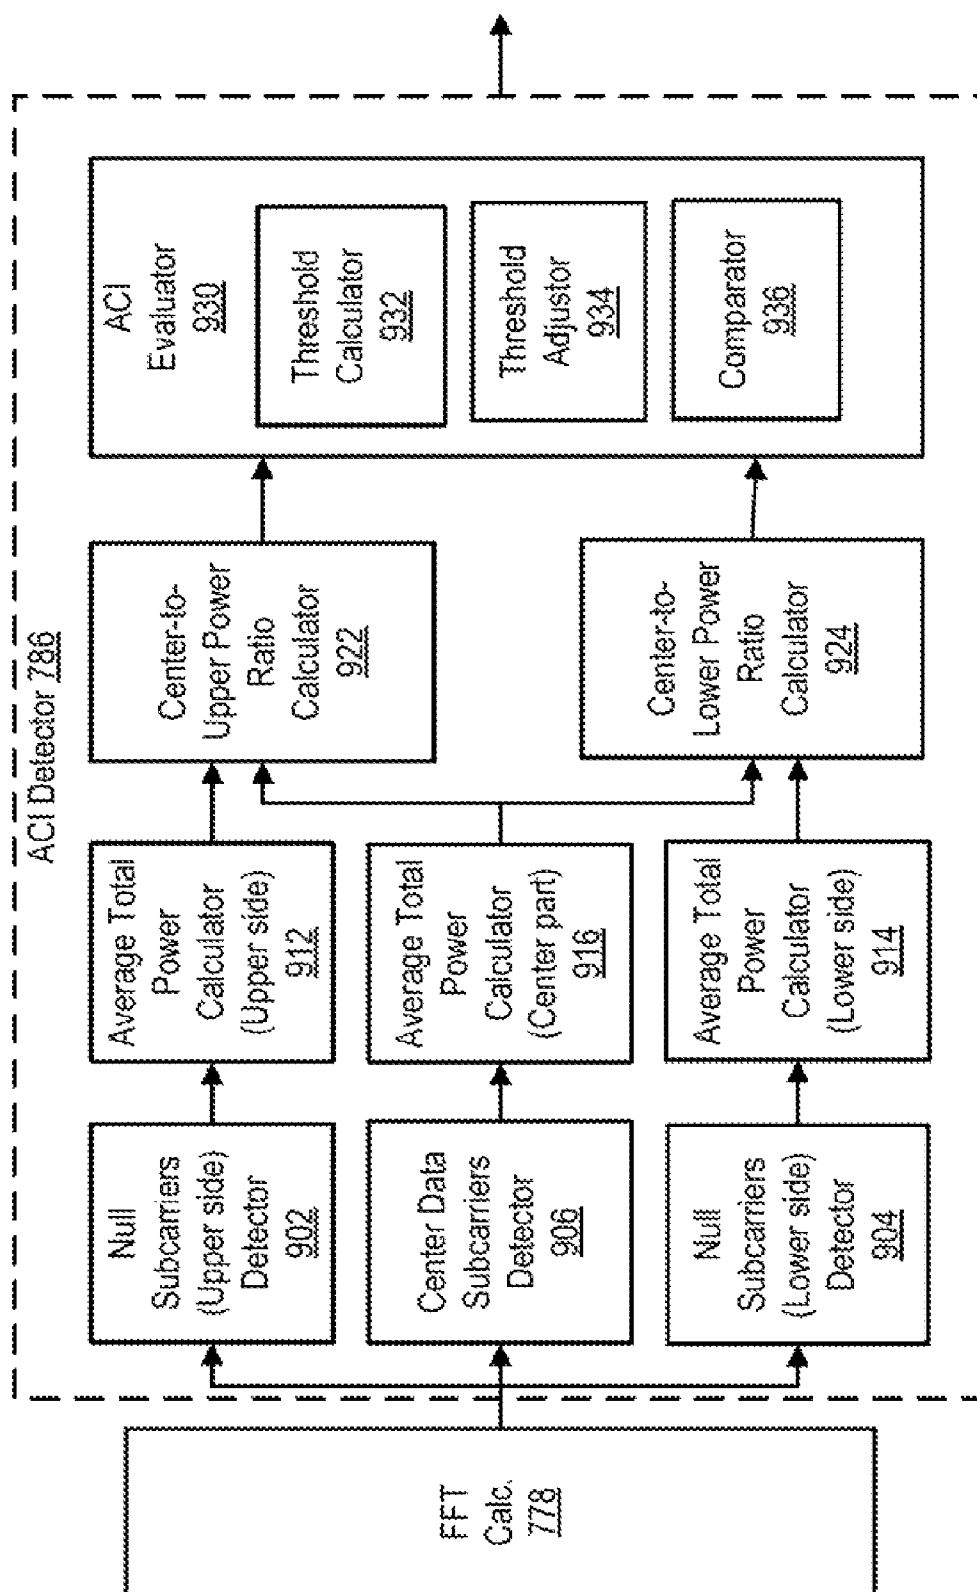 FFT
Calc.
778
ACI Detector 786
Null
Subcarriers
(Upper side)
Detector
902
Center Data
Subcarriers
Detector
906
Null
Subcarriers
(Lower side)
Detector
904
Average Total
Power
Calculator
(Upper side)
912
Average Total
Power
Calculator
(Center part)
916
Average Total
Power
Calculator
(Lower side)
914
Center-to-
Upper Power
Ratio
Calculator
922
Center-to-
Lower Power
Ratio
Calculator
924
ACI
Evaluator
930
Threshold
Calculator
932
Threshold
Adjustor
934
Comparator
936